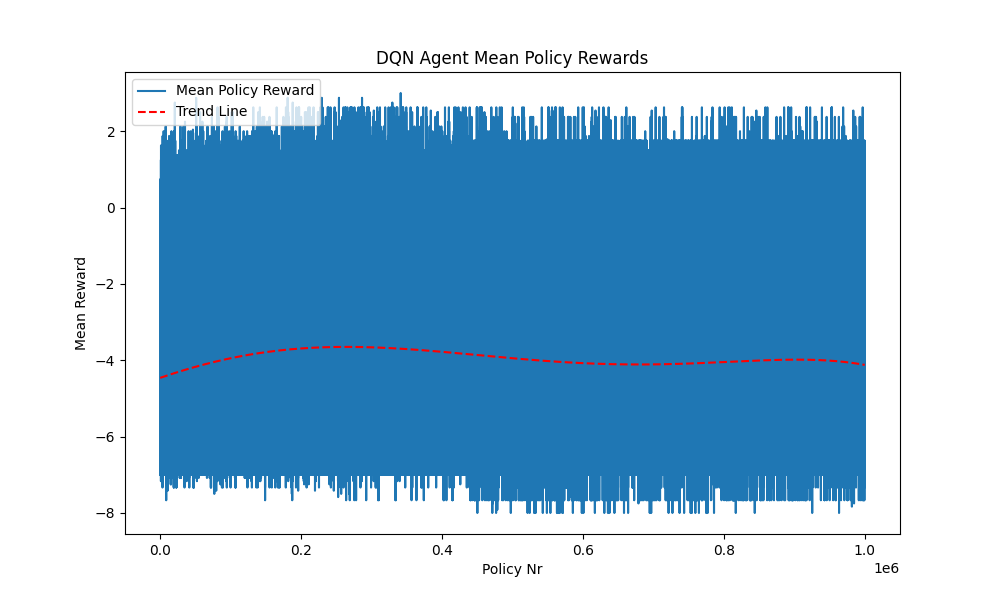 DQN Agent Mean Policy Rewards
Mean Policy Reward
Trend Line
2
0
−2
−4
−6
−8
Mean Reward
0.0 0.2 0.4 0.6 0.8 1.0
1e6
Policy Nr